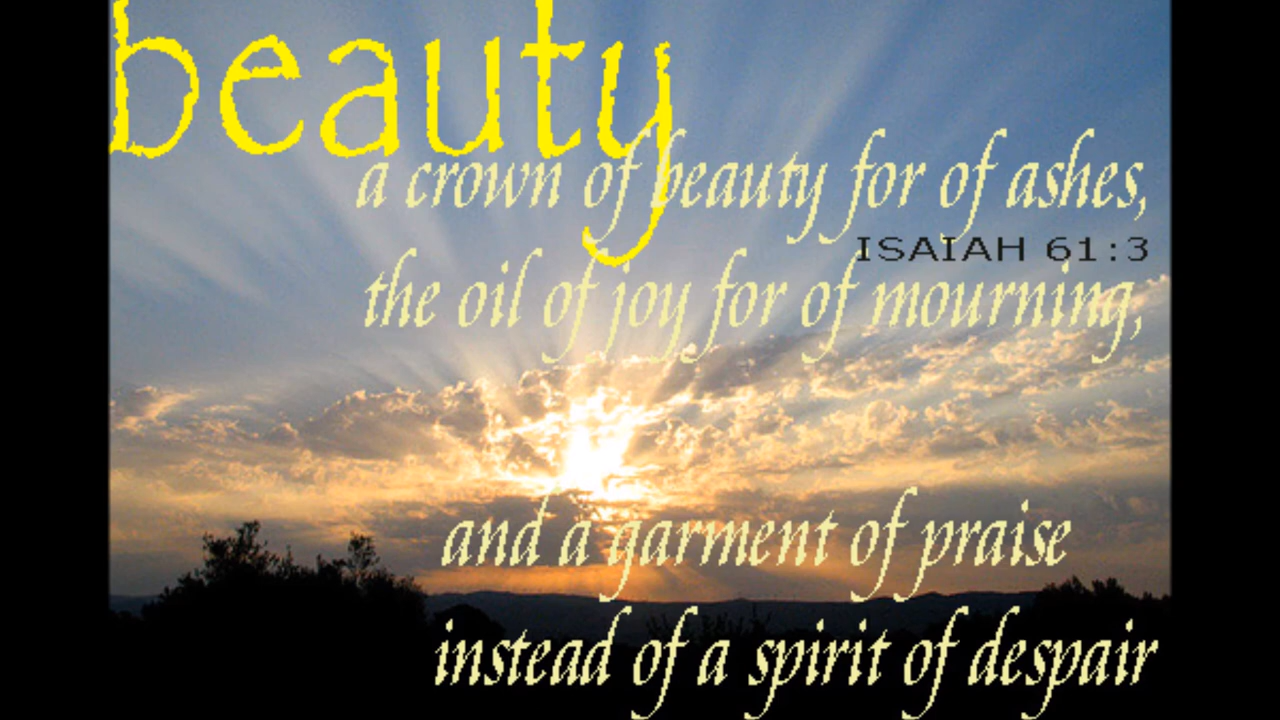 beauty
a crown of beauty for of ashes,
ISAIAH 61:3
the oil of joy for of mourning,
and a garment of praise
instead of a spirit of despair